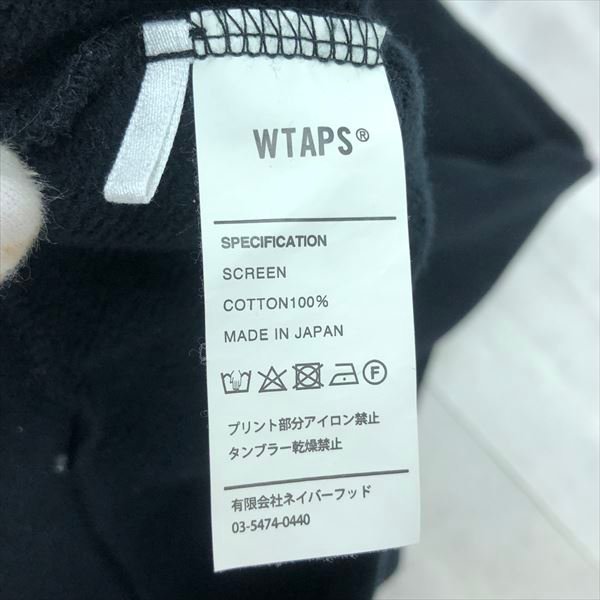 WTAPS®
SPECIFICATION
SCREEN
COTTON100%
MADE IN JAPAN
F
プリント部分アイロン禁止
タンブラー乾燥禁止
有限会社ネイバーフッド
03-5474-0440